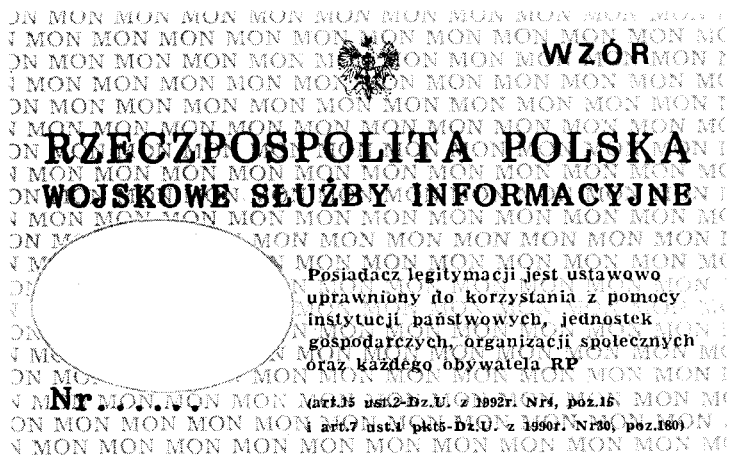 WZÓR
RZECZPOSPOLITA POLSKA
WOJSKOWE SŁUŻBY INFORMACYJNE
Posiadacz legitymacji jest ustawowo
uprawniony do korzystania z pomocy
instytucji państwowych, jednostek
gospodarczych, organizacji społecznych
oraz każdego obywatela RP
Nr......
(art.15 ust.2-Dz.U. z 1992r. Nr4, poz.15
i art.7 ust.1 pkt5-Dz.U. z 1990r. Nr30, poz.180)